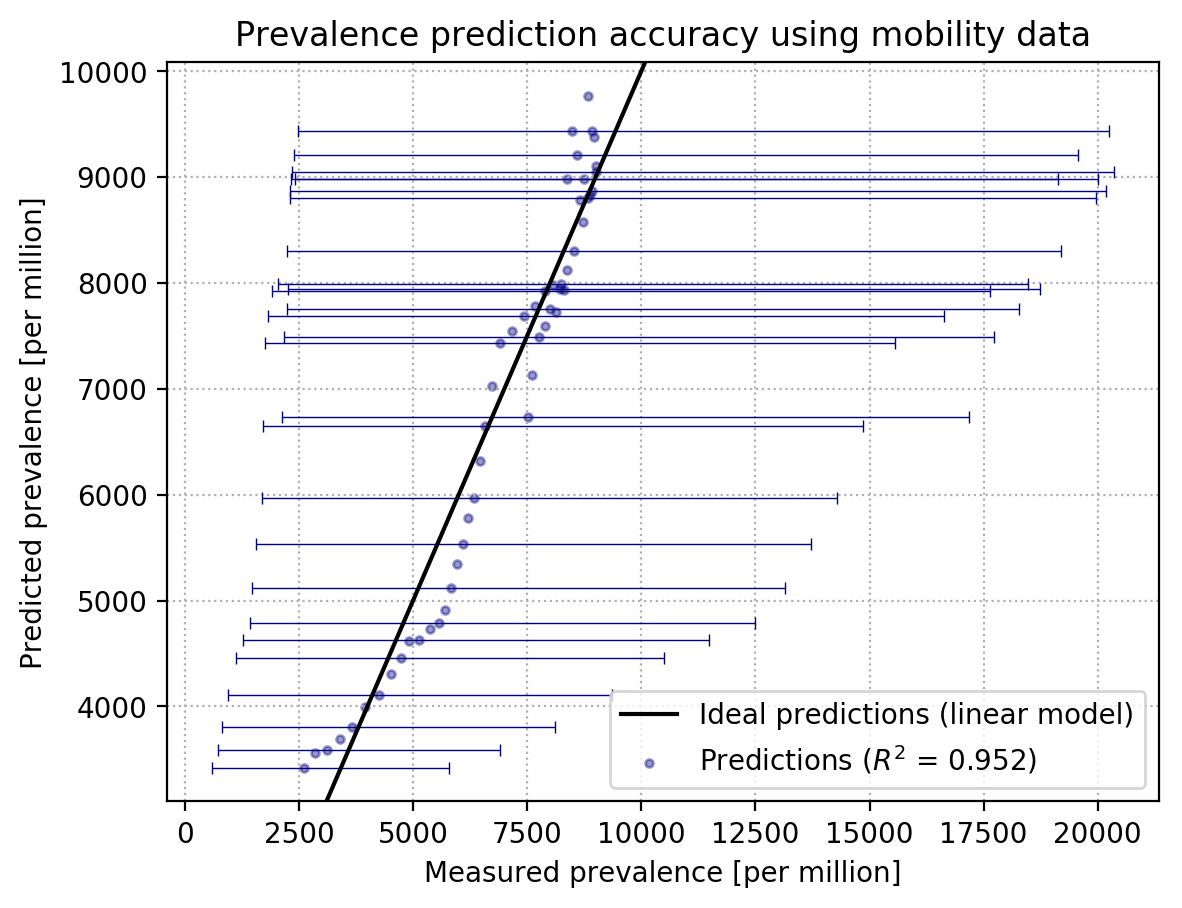 Prevalence prediction accuracy using mobility data
10000
9000
8000
7000
6000
5000
4000
Predicted prevalence [per million]
Ideal predictions (linear model)
Predictions (R² = 0.952)
0 2500 5000 7500 10000 12500 15000 17500 20000
Measured prevalence [per million]